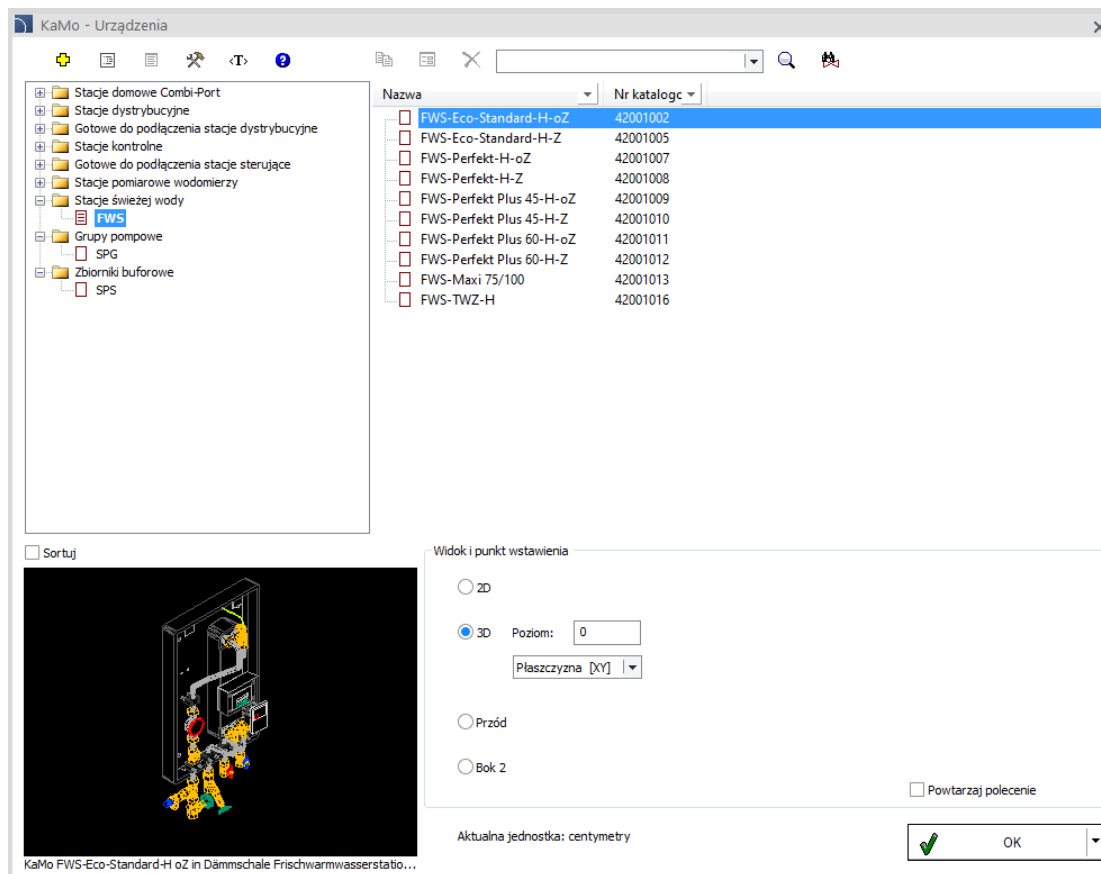 KaMo - Urządzenia
<T>
Stacje domowe Combi-Port
Stacje dystrybucyjne
Gotowe do podłączenia stacje dystrybucyjne
Stacje kontrolne
Gotowe do podłączenia stacje sterujące
Stacje pomiarowe wodomierzy
Stacje świeżej wody
FWS
Grupy pompowe
SPG
Zbiorniki buforowe
SPS
Nazwa Nr katalogc
FWS-Eco-Standard-H-oZ 42001002
FWS-Eco-Standard-H-Z 42001005
FWS-Perfekt-H-oZ 42001007
FWS-Perfekt-H-Z 42001008
FWS-Perfekt Plus 45-H-oZ 42001009
FWS-Perfekt Plus 45-H-Z 42001010
FWS-Perfekt Plus 60-H-oZ 42001011
FWS-Perfekt Plus 60-H-Z 42001012
FWS-Maxi 75/100 42001013
FWS-TWZ-H 42001016
Sortuj
KaMo FWS-Eco-Standard-H oZ in Dämmschale Frischwarmwasserstatio...
Widok i punkt wstawienia
2D
3D Poziom: 0
Płaszczyzna [XY]
Przód
Bok 2
Powtarzaj polecenie
Aktualna jednostka: centymetry
OK